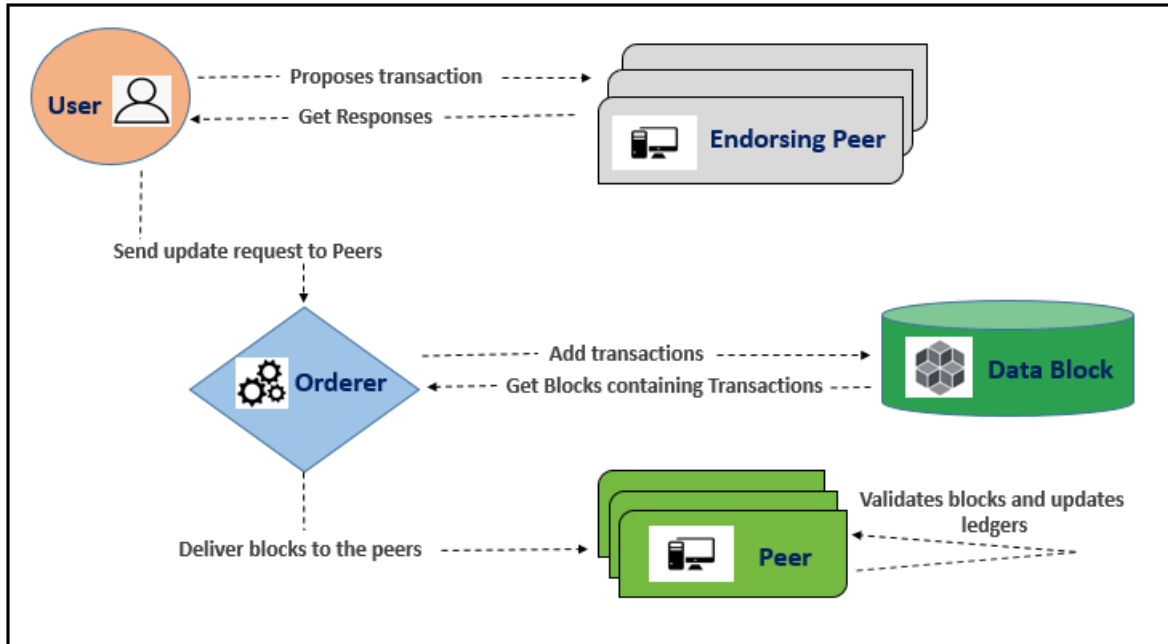 Proposes transaction
User
Get Responses
Endorsing Peer
Send update request to Peers
Add transactions
Orderer
Get Blocks containing Transactions
Data Block
Validates blocks and updates
ledgers
Deliver blocks to the peers
Peer